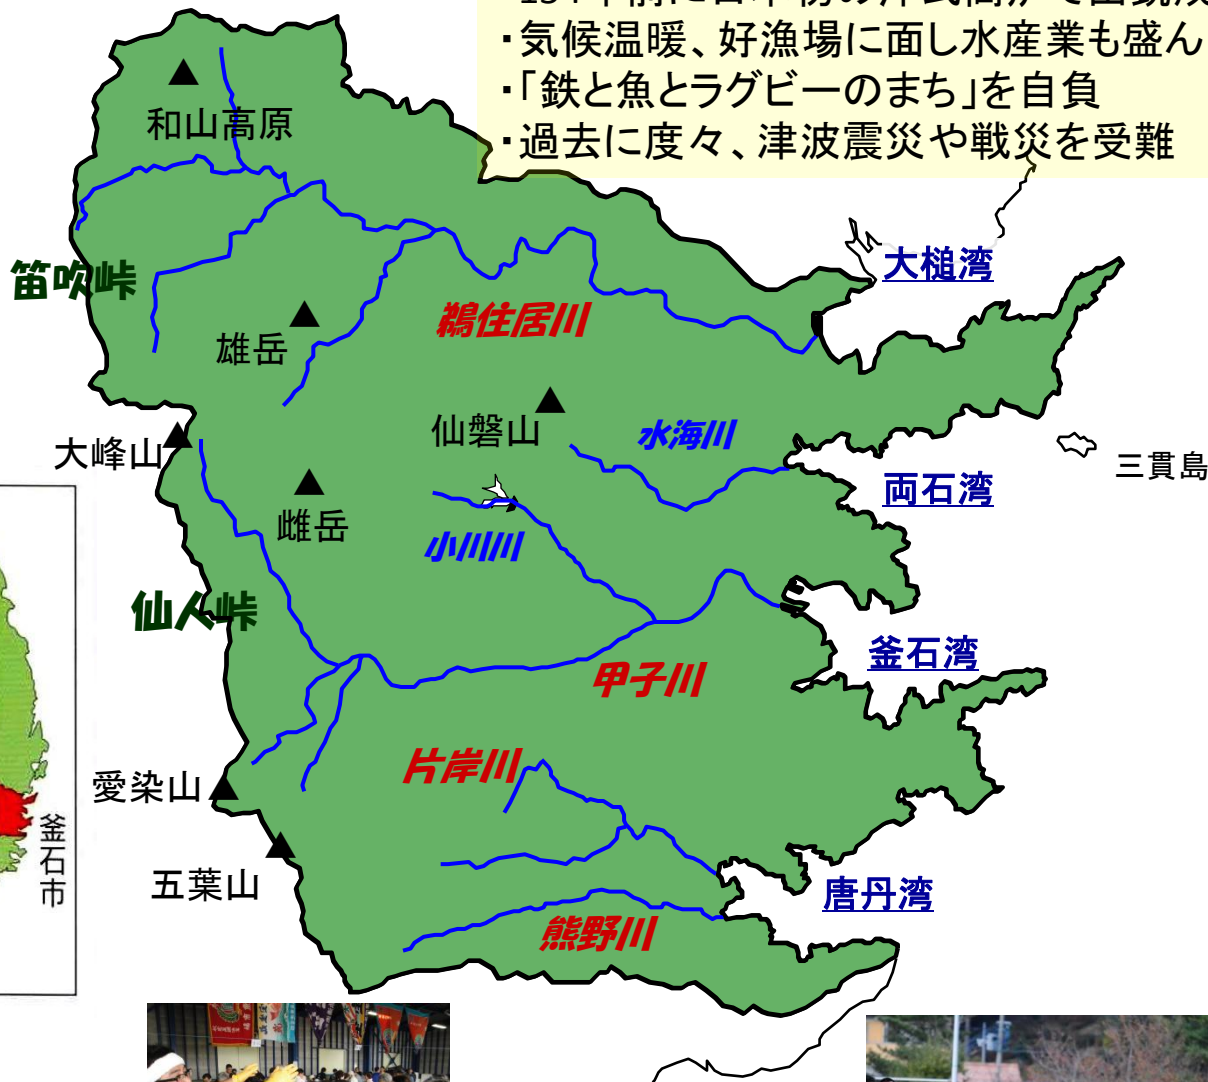 ・気候温暖、好漁場に面し水産業も盛ん
・「鉄と魚とラグビーのまち」を自負
・過去に度々、津波震災や戦災を受難
和山高原
大槌湾
笛吹峠
鵜住居川
雄岳
仙磐山
水海川
大峰山
三貫島
両石湾
雌岳
小川川
仙人峠
釜石湾
甲子川
片岸川
愛染山
釜石市
五葉山
唐丹湾
熊野川